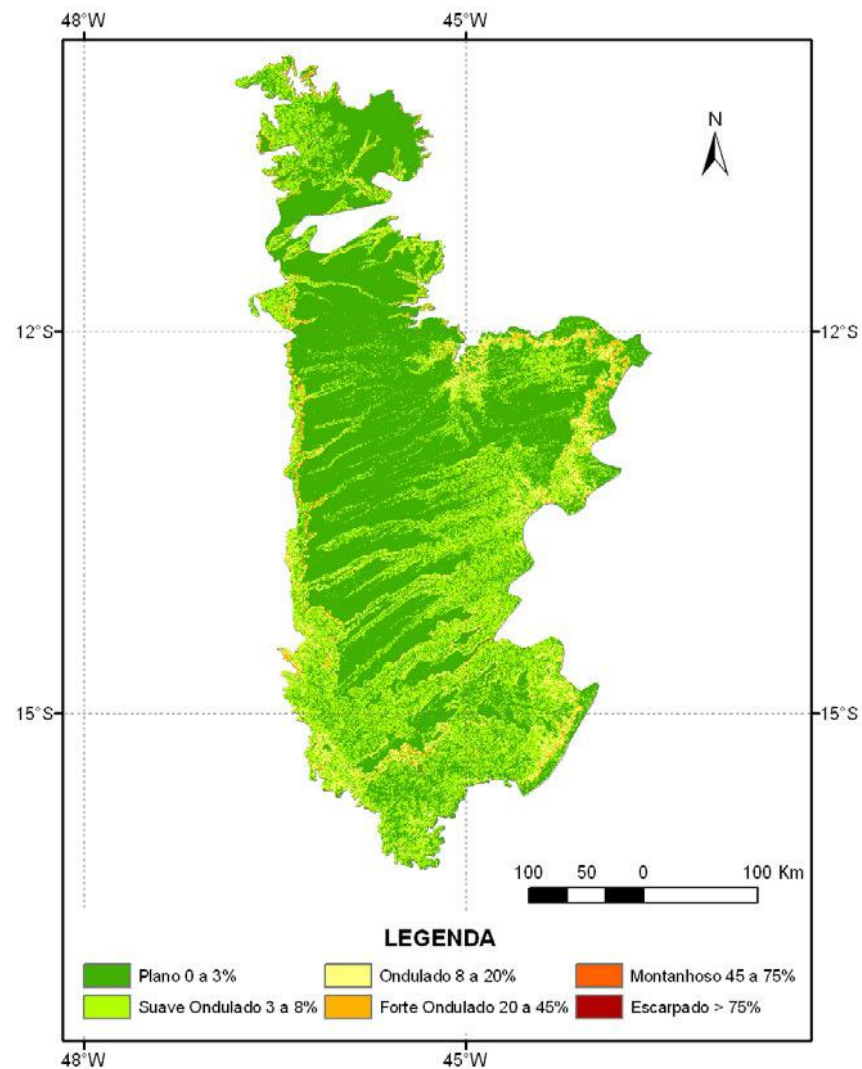 48°W 45°W
N
12°S 12°S
15°S 15°S
100 50 0 100 Km
LEGENDA
Plano 0 a 3% Ondulado 8 a 20% Montanhoso 45 a 75%
Suave Ondulado 3 a 8% Forte Ondulado 20 a 45% Escarpado > 75%
48°W 45°W